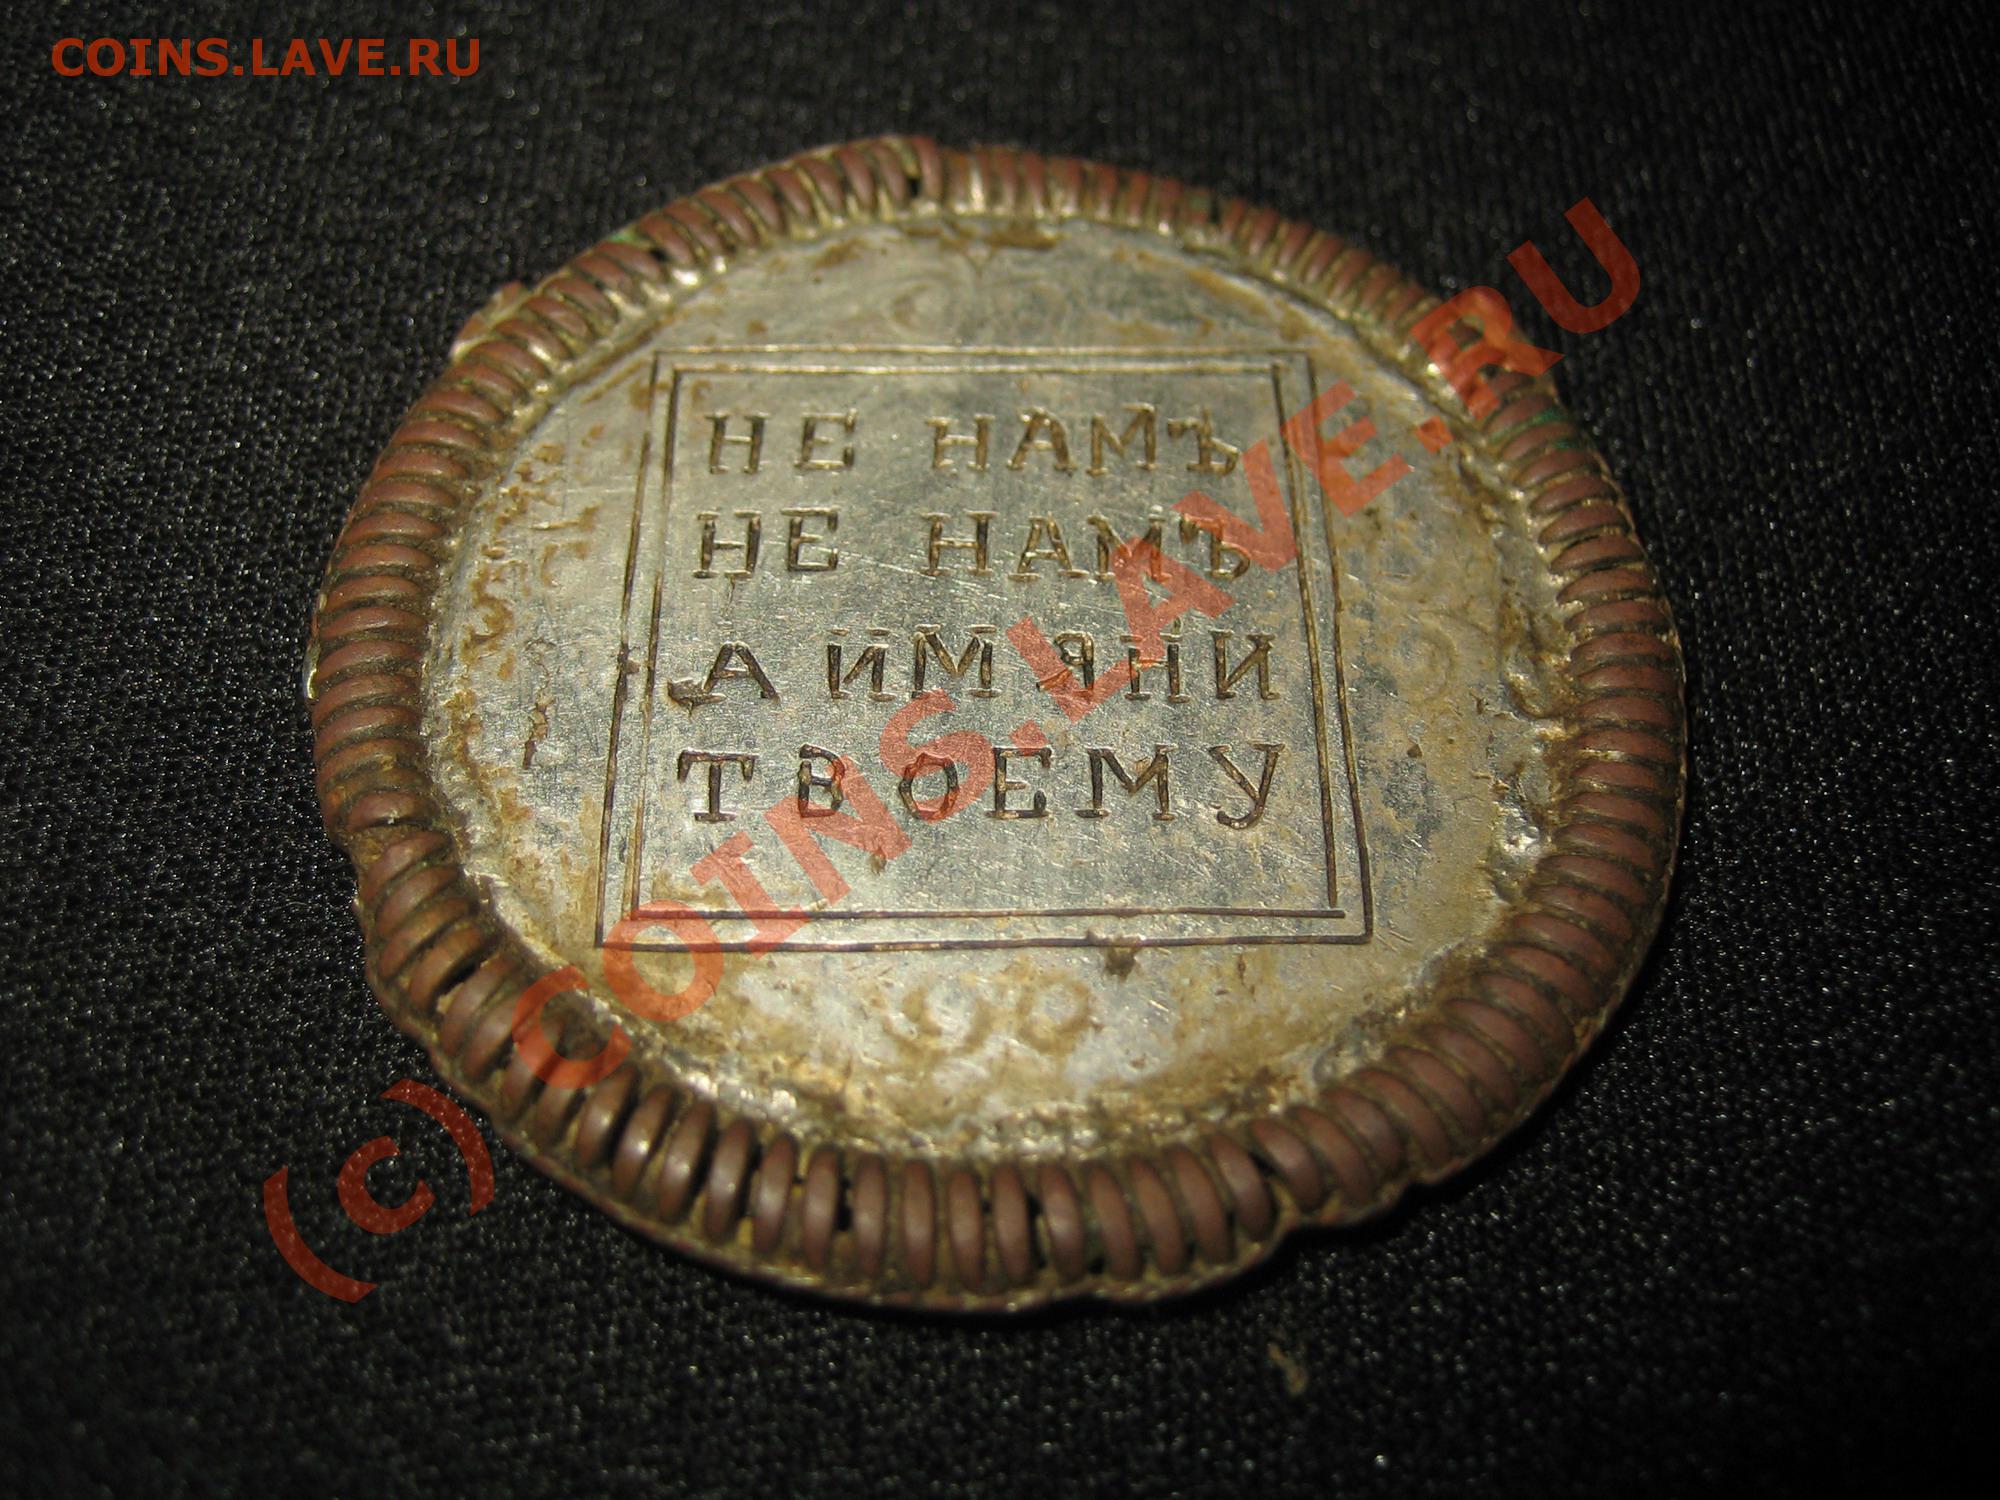 COINS.LAVE.RU
НЕ НАМЪ
НЕ НАМЪ
А ИМЯНИ
ТВОЕМУ
(c) COINS.LAVE.RU